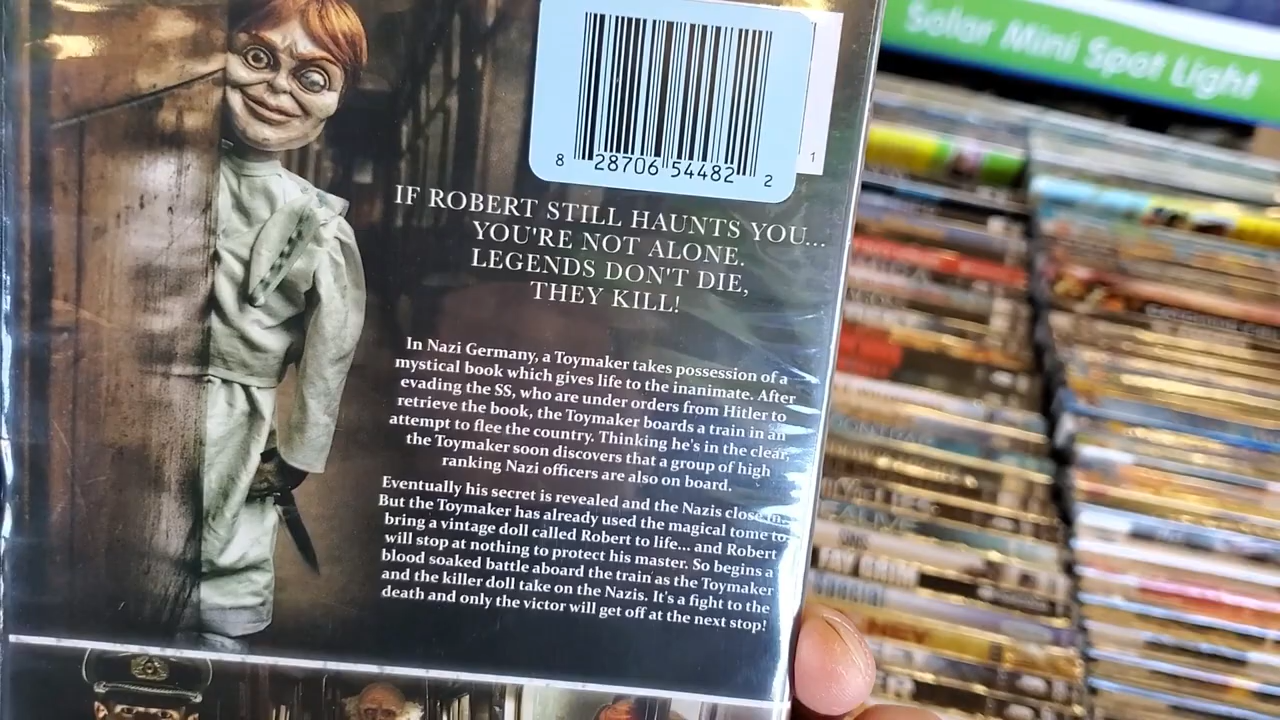 Solar Mini Spot Light
1
8 28706 54482 2
IF ROBERT STILL HAUNTS YOU...
YOU'RE NOT ALONE.
LEGENDS DON'T DIE,
THEY KILL!
In Nazi Germany, a Toymaker takes possession of a
mystical book which gives life to the inanimate. After
evading the SS, who are under orders from Hitler to
retrieve the book, the Toymaker boards a train in an
attempt to flee the country. Thinking he's in the clear,
the Toymaker soon discovers that a group of high
ranking Nazi officers are also on board.
Eventually his secret is revealed and the Nazis close in...
But the Toymaker has already used the magical tome to
bring a vintage doll called Robert to life... and Robert
will stop at nothing to protect his master. So begins a
blood soaked battle aboard the train as the Toymaker
and the killer doll take on the Nazis. It's a fight to the
death and only the victor will get off at the next stop!